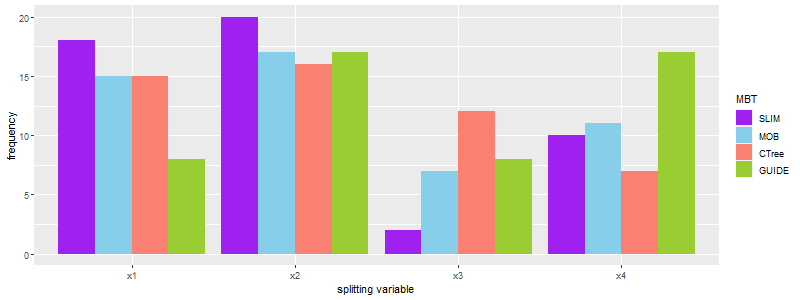 20
15
10
5
0
frequency
x1
x2
x3
x4
splitting variable
MBT
SLIM
MOB
CTree
GUIDE